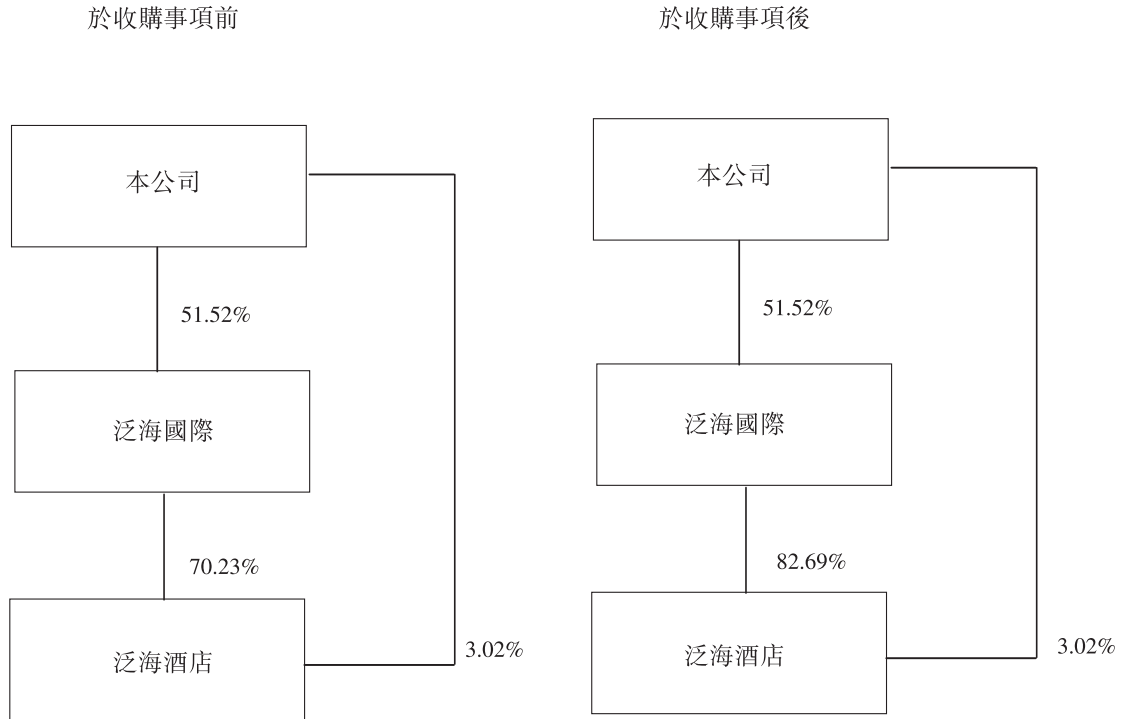 於收購事項前
本公司
51.52%
泛海國際
70.23%
泛海酒店
3.02%
於收購事項後
本公司
51.52%
泛海國際
82.69%
泛海酒店
3.02%